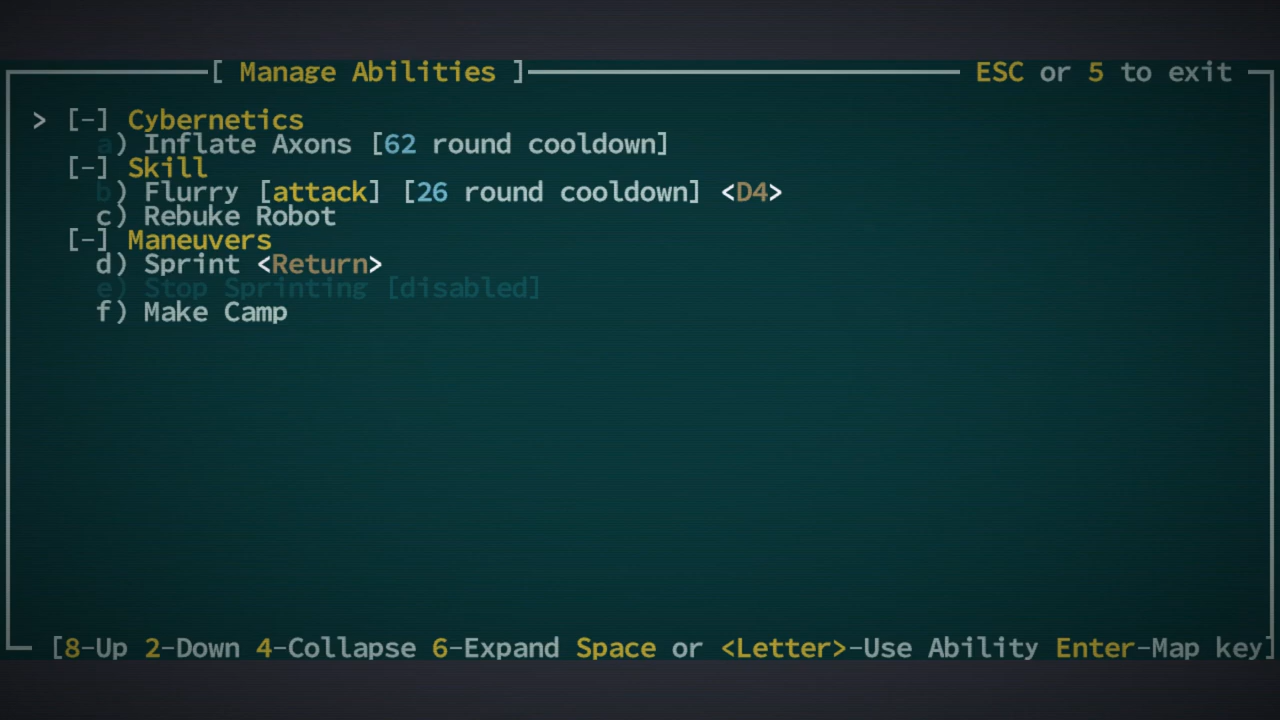 [ Manage Abilities ] ESC or 5 to exit
> [-] Cybernetics
a) Inflate Axons [62 round cooldown]
[-] Skill
b) Flurry [attack] [26 round cooldown] <D4>
c) Rebuke Robot
[-] Maneuvers
d) Sprint <Return>
e) Stop Sprinting [disabled]
f) Make Camp
[8-Up 2-Down 4-Collapse 6-Expand Space or <Letter>-Use Ability Enter-Map key]